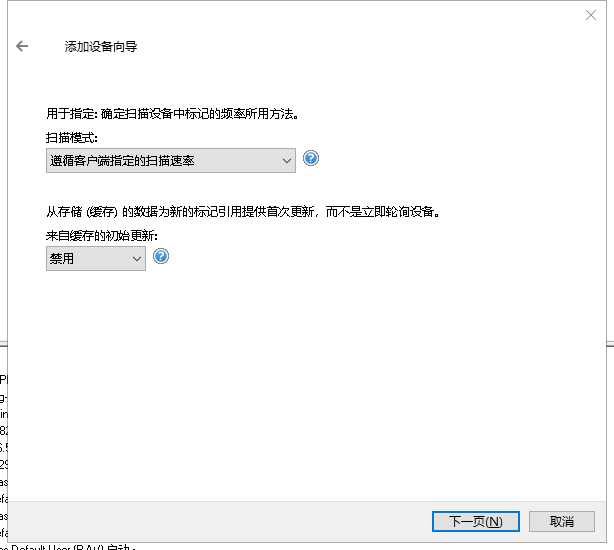 添加设备向导
用于指定: 确定扫描设备中标记的频率所用方法。
扫描模式:
遵循客户端指定的扫描速率
从存储 (缓存) 的数据为新的标记引用提供首次更新，而不是立即轮询设备。
来自缓存的初始更新:
禁用
下一页(N)
取消